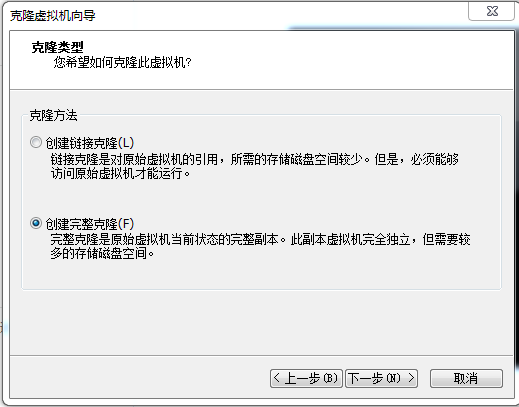 克隆虚拟机向导
克隆类型
您希望如何克隆此虚拟机?
克隆方法
创建链接克隆(L)
链接克隆是对原始虚拟机的引用，所需的存储磁盘空间较少。但是，必须能够
访问原始虚拟机才能运行。
创建完整克隆(F)
完整克隆是原始虚拟机当前状态的完整副本。此副本虚拟机完全独立，但需要较
多的存储磁盘空间。
< 上一步(B) 下一步(N) > 取消